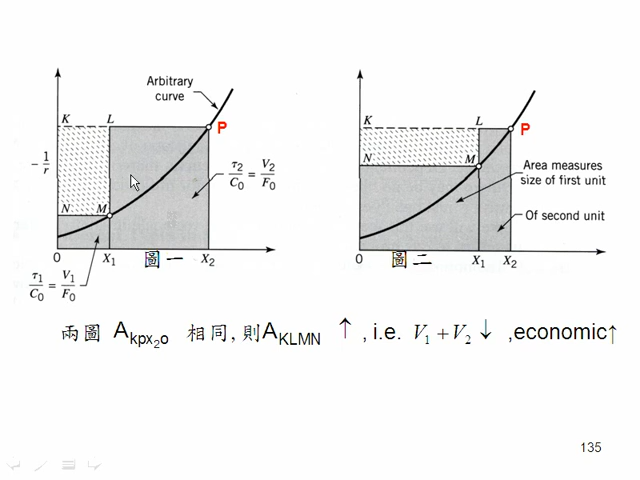 Arbitrary
curve
K L P
-1/r
N M
τ2/C0 = V2/F0
0 X1 圖一 X2
τ1/C0 = V1/F0
K L P
N M
Area measures
size of first unit
Of second unit
0 圖二 X1 X2
兩圖 Akpx2o 相同,則AKLMN ↑ , i.e. V1+V2↓ ,economic↑
135